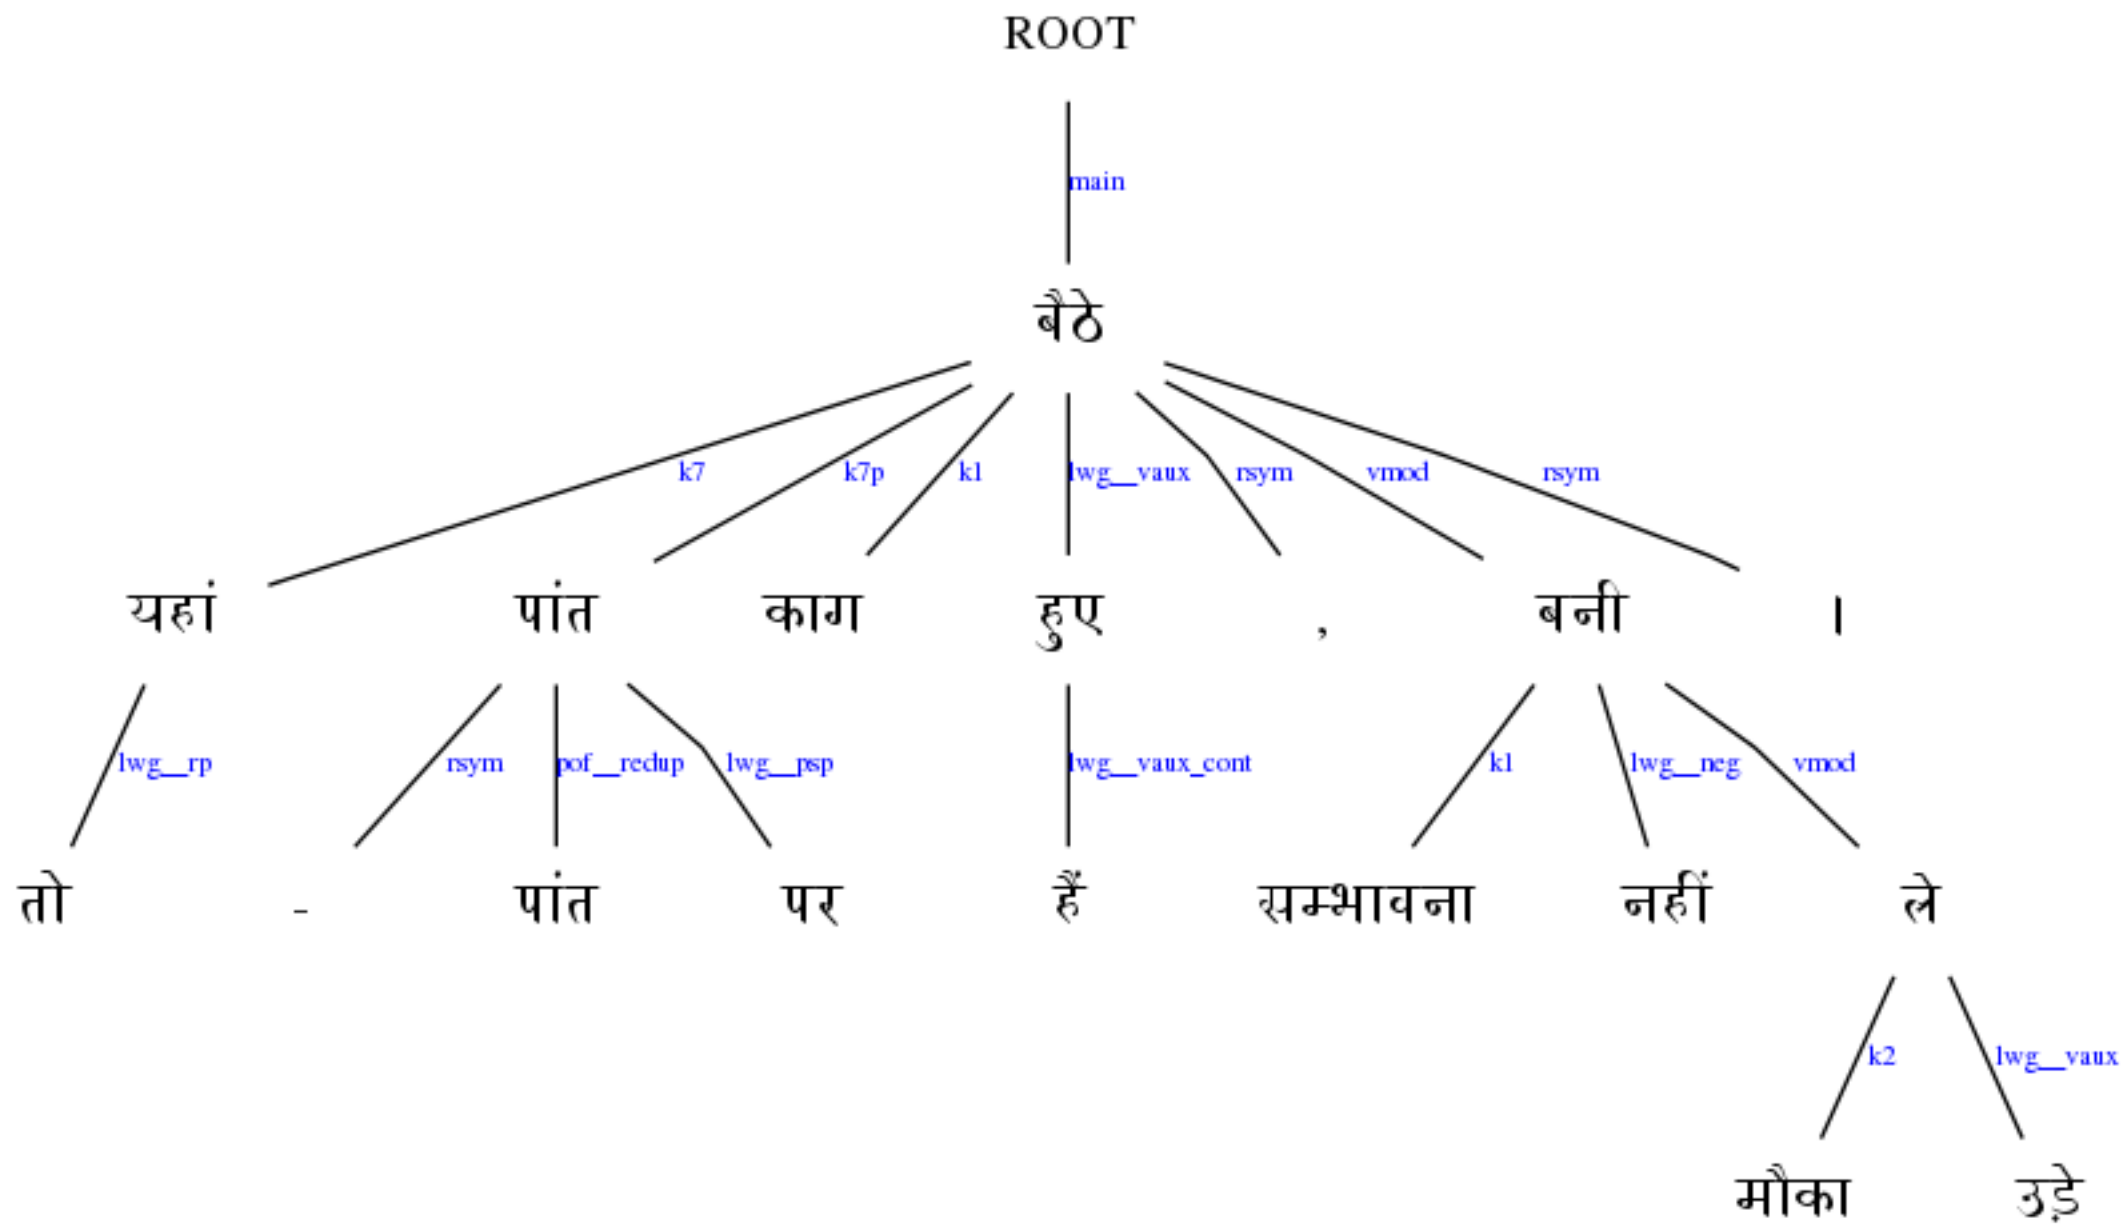 ROOT
main
बैठे
k7 k7p k1 lwg__vaux rsym vmod rsym
यहां पांत काग हुए , बनी ।
lwg__rp rsym pof__redup lwg__psp lwg__vaux_cont k1 lwg__neg vmod
तो - पांत पर हैं सम्भावना नहीं ले
k2 lwg__vaux
मौका उड़े